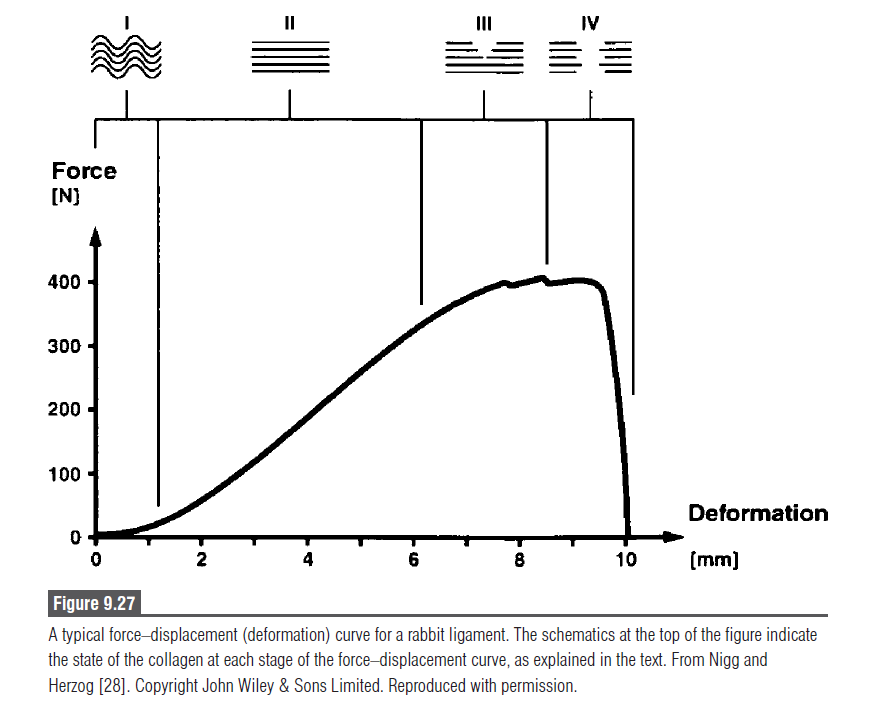 I II III IV
Force
[N]
400
300
200
100
0
0 2 4 6 8 10
Deformation
[mm]
Figure 9.27
A typical force–displacement (deformation) curve for a rabbit ligament. The schematics at the top of the figure indicate
the state of the collagen at each stage of the force–displacement curve, as explained in the text. From Nigg and
Herzog [28]. Copyright John Wiley & Sons Limited. Reproduced with permission.